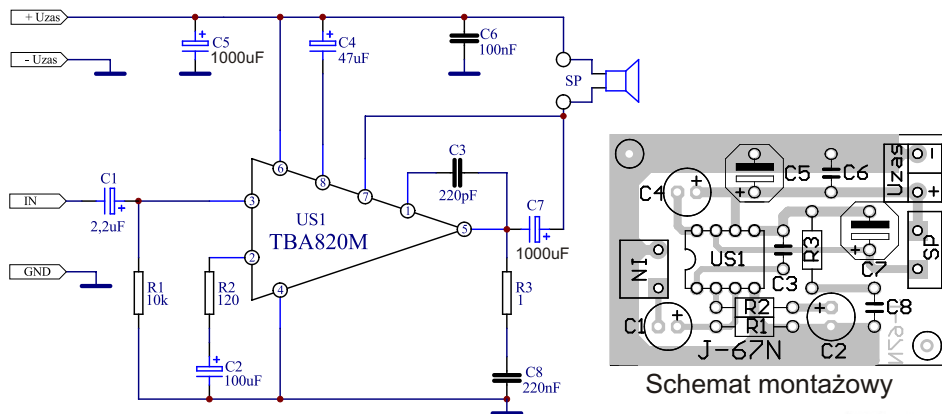 + Uzas
- Uzas
C5
1000uF
C4
47uF
C6
100nF
SP
IN
C1
2,2uF
GND
R1
10k
R2
120
C2
100uF
6
8
7
1
3
2
4
5
US1
TBA820M
C3
220pF
C7
1000uF
R3
1
C8
220nF
C4
C5
C6
Uzas
-
+
IN
US1
C3
R3
C7
SP
C1
R2
R1
C2
C8
J-67N
J-67N
Schemat montażowy